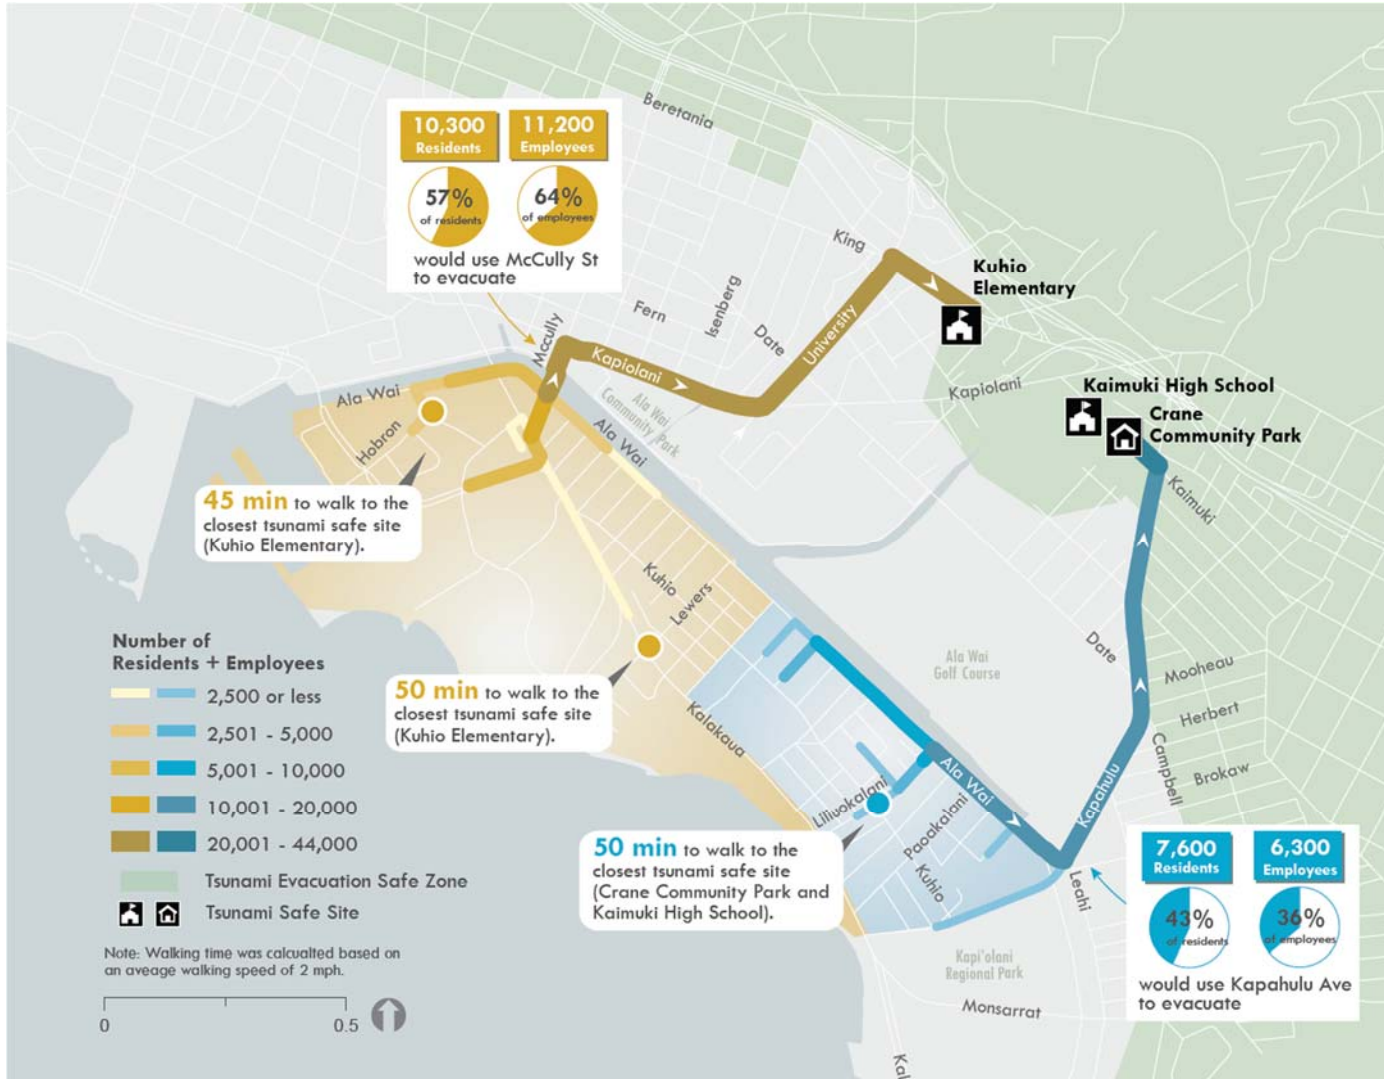 Beretania
10,300
Residents
11,200
Employees
57%
of residents
64%
of employees
would use McCully St
to evacuate
King
Kuhio
Elementary
Isenberg
Fern
Date
University
Mccully
Kapiolani
Kapiolani
Kaimuki High School
Crane
Community Park
Ala Wai
Community Park
Ala Wai
Ala Wai
Hobron
Kaimuki
45 min to walk to the
closest tsunami safe site
(Kuhio Elementary).
Kuhio
Lewers
Number of
Residents + Employees
2,500 or less
2,501 - 5,000
5,001 - 10,000
10,001 - 20,000
20,001 - 44,000
Tsunami Evacuation Safe Zone
Tsunami Safe Site
Note: Walking time was calcualted based on
an aveage walking speed of 2 mph.
0
0.5
50 min to walk to the
closest tsunami safe site
(Kuhio Elementary).
Kalakaua
Ala Wai
Golf Course
Date
Mooheau
Herbert
Brokaw
Campbell
Kapahulu
Ala Wai
Liliuokalani
Paoakalani
Kuhio
50 min to walk to the
closest tsunami safe site
(Crane Community Park and
Kaimuki High School).
Leahi
7,600
Residents
6,300
Employees
43%
of residents
36%
of employees
would use Kapahulu Ave
to evacuate
Kapi'olani
Regional Park
Monsarrat
Kal